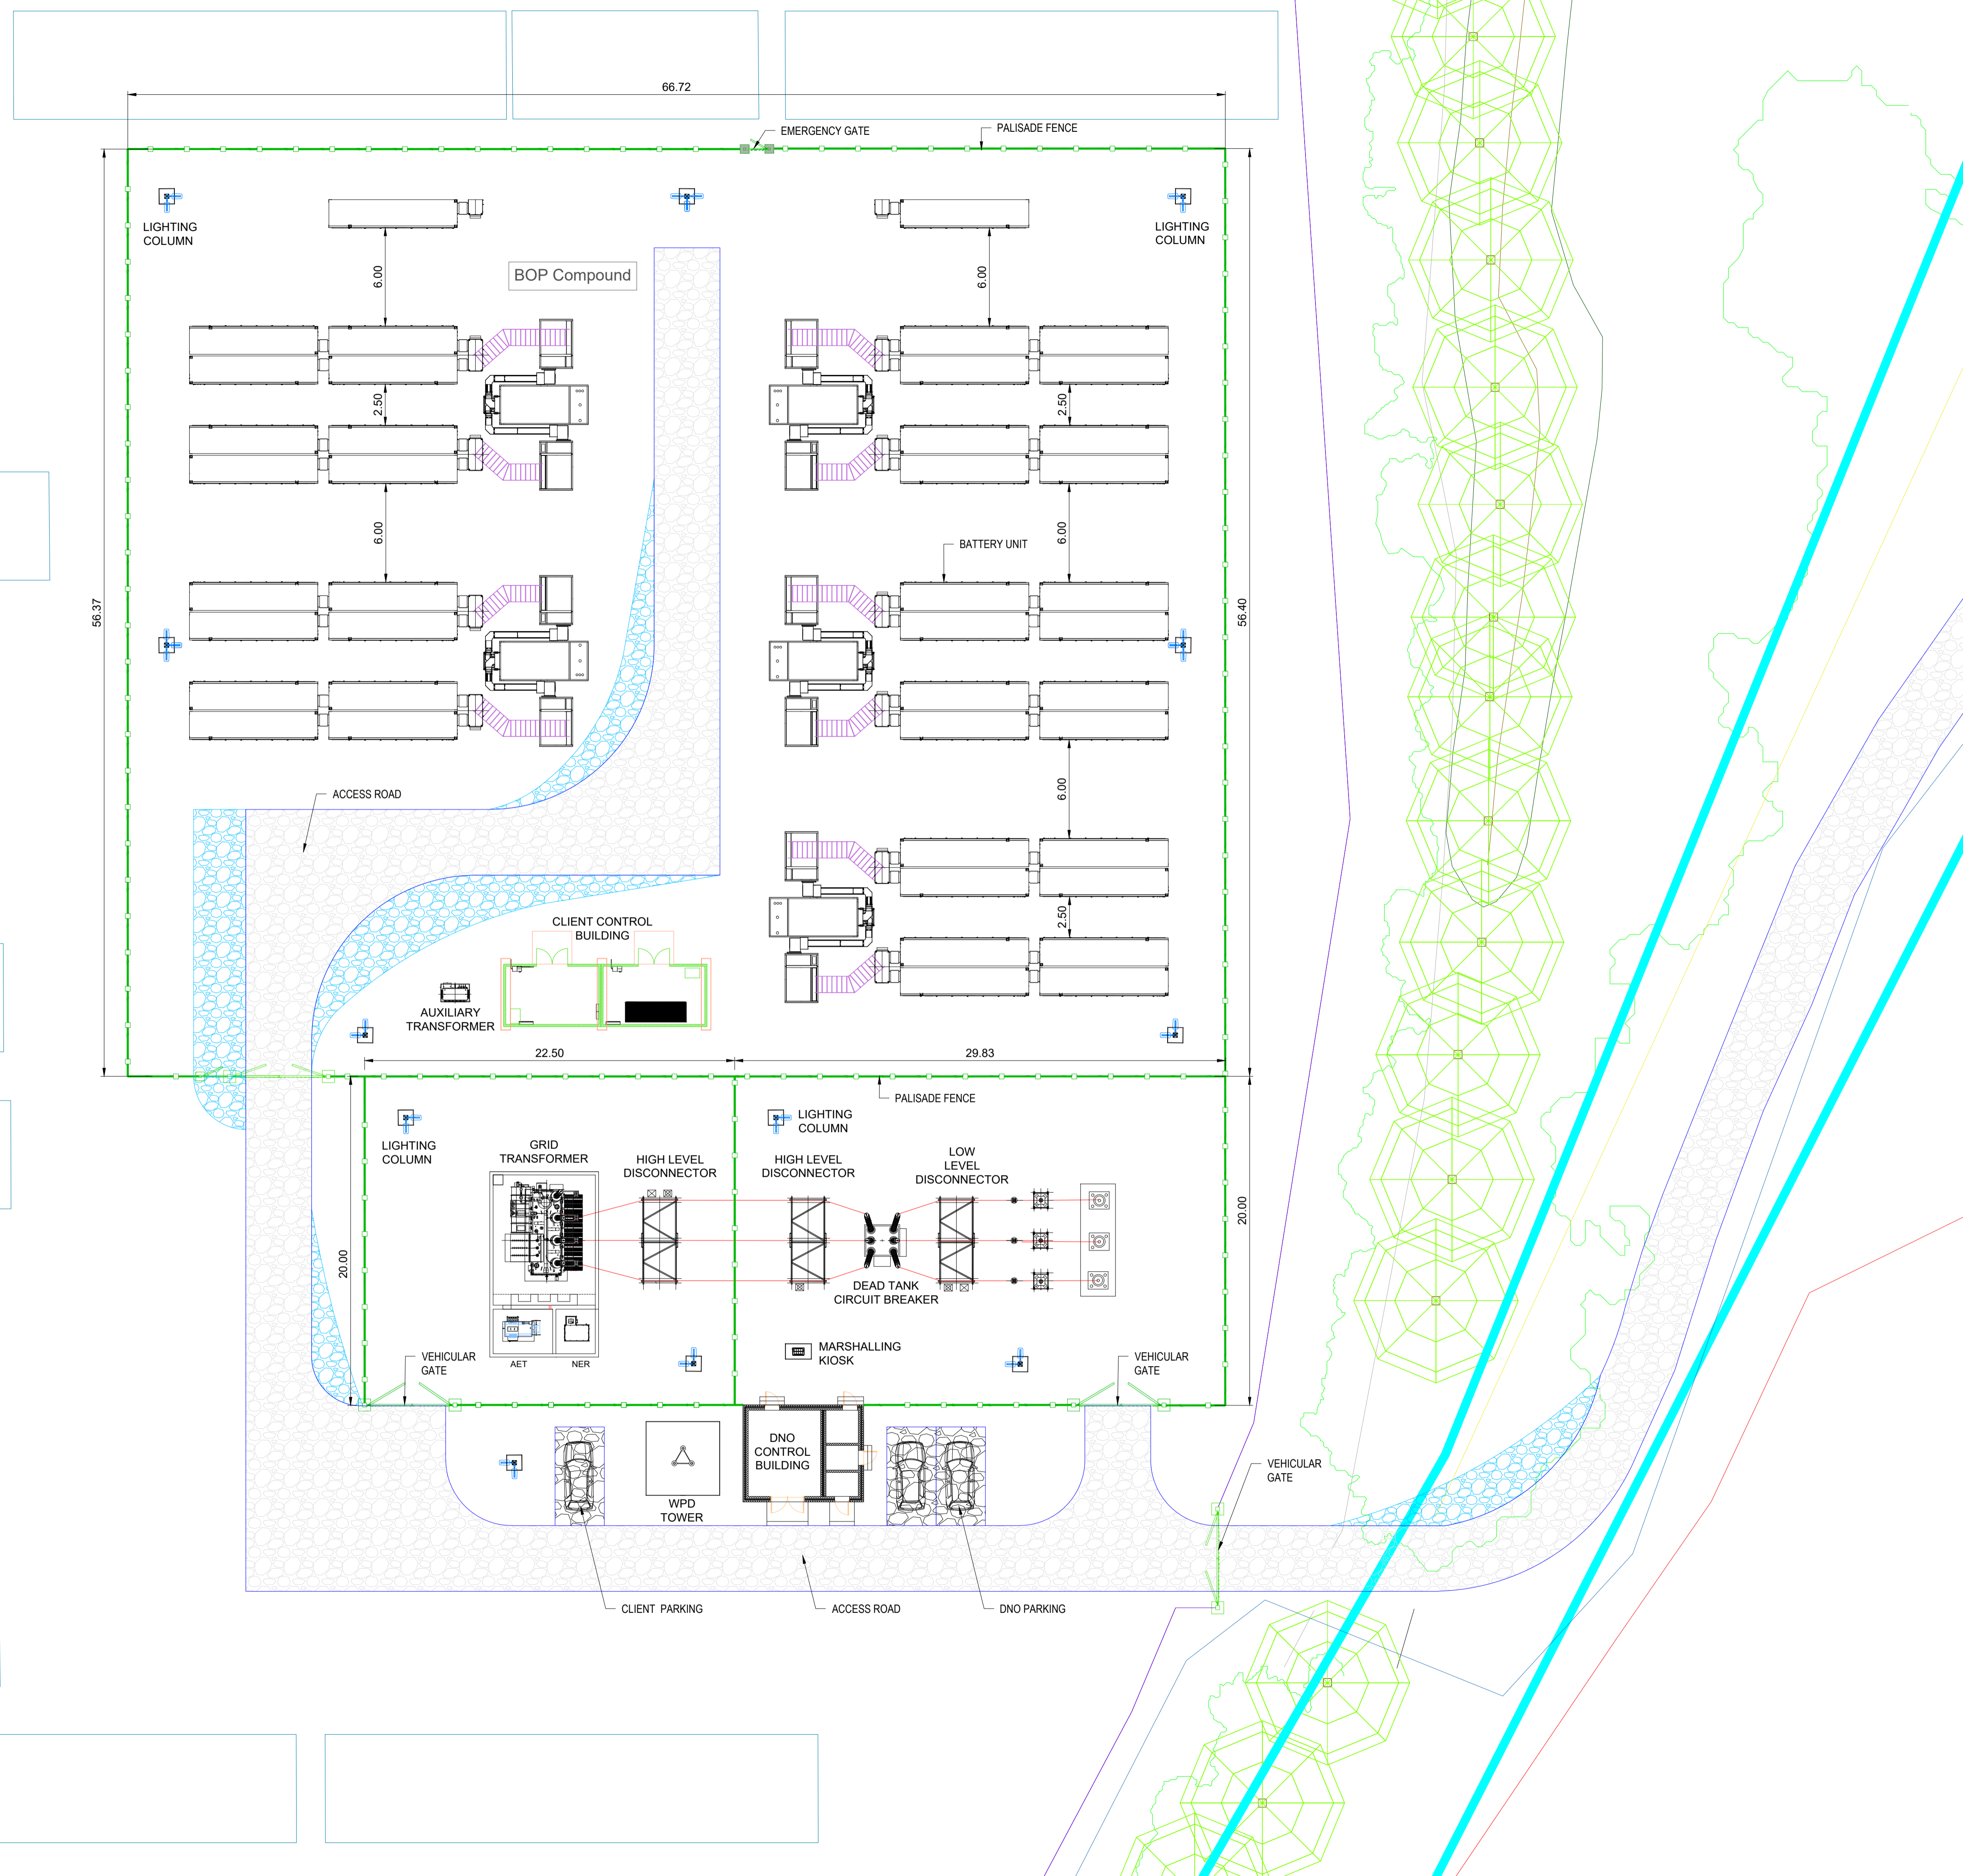 66.72
EMERGENCY GATE
PALISADE FENCE
LIGHTING
COLUMN
LIGHTING
COLUMN
6.00
BOP Compound
6.00
2.50
2.50
6.00
6.00
BATTERY UNIT
56.37
56.40
ACCESS ROAD
6.00
2.50
CLIENT CONTROL
BUILDING
AUXILIARY
TRANSFORMER
22.50
29.83
PALISADE FENCE
LIGHTING
COLUMN
LIGHTING
COLUMN
GRID
TRANSFORMER
HIGH LEVEL
DISCONNECTOR
HIGH LEVEL
DISCONNECTOR
LOW
LEVEL
DISCONNECTOR
20.00
20.00
DEAD TANK
CIRCUIT BREAKER
MARSHALLING
KIOSK
VEHICULAR
GATE
AET
NER
VEHICULAR
GATE
DNO
CONTROL
BUILDING
WPD
TOWER
VEHICULAR
GATE
CLIENT PARKING
ACCESS ROAD
DNO PARKING